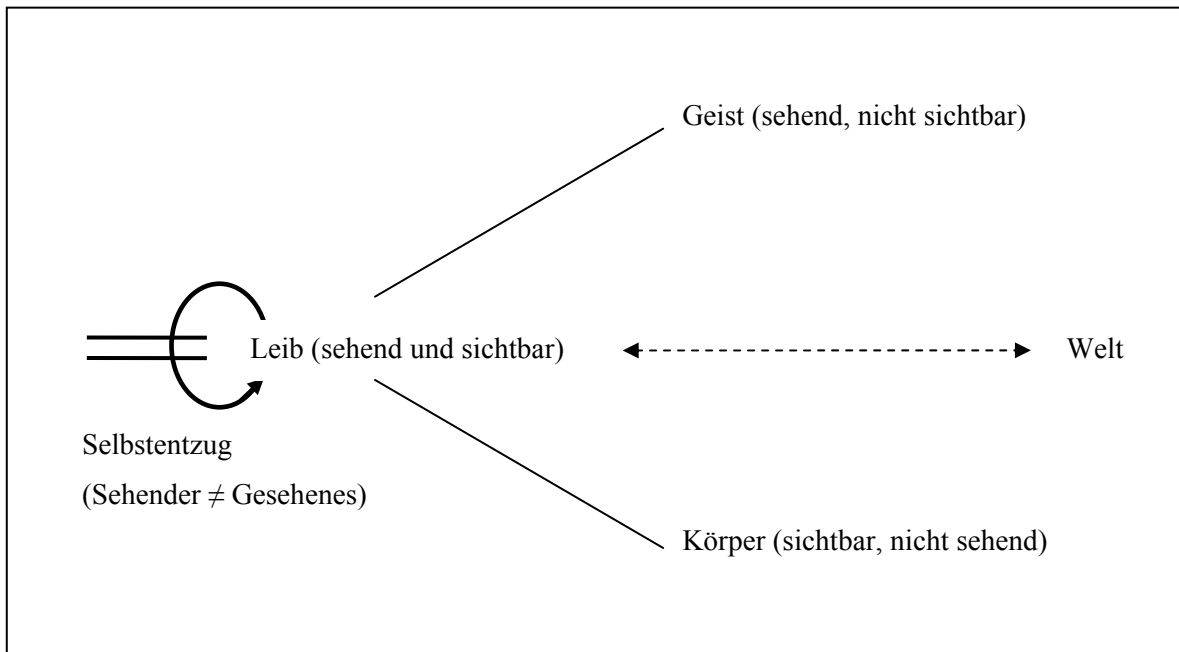 Geist (sehend, nicht sichtbar)
Leib (sehend und sichtbar)
Welt
Selbstentzug
(Sehender ≠ Gesehenes)
Körper (sichtbar, nicht sehend)